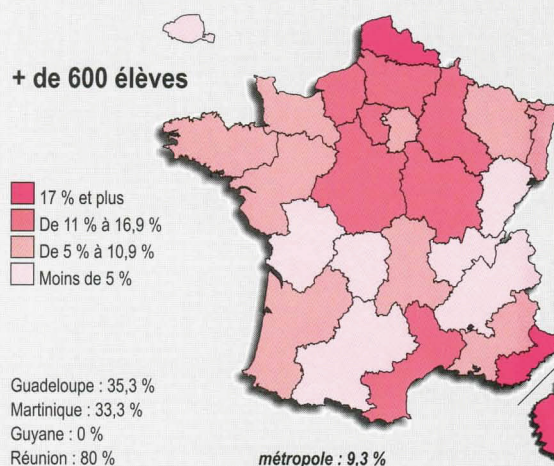 + de 600 élèves
17 % et plus
De 11 % à 16,9 %
De 5 % à 10,9 %
Moins de 5 %
Guadeloupe : 35,3 %
Martinique : 33,3 %
Guyane : 0 %
Réunion : 80 %
métropole : 9,3 %